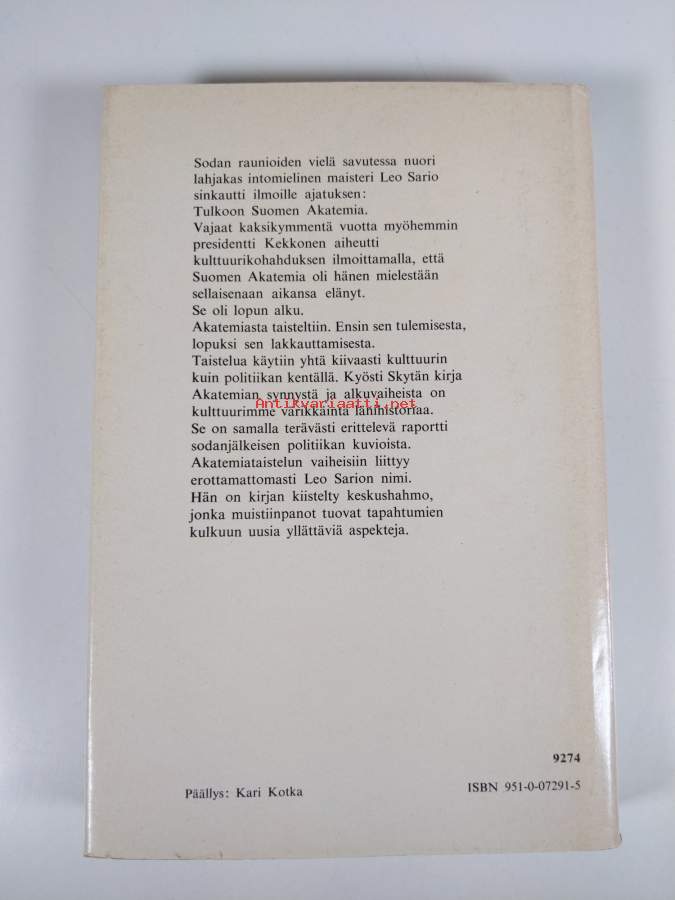 Sodan raunioiden vielä savutessa nuori
lahjakas intomielinen maisteri Leo Sario
sinkautti ilmoille ajatuksen:
Tulkoon Suomen Akatemia.
Vajaat kaksikymmentä vuotta myöhemmin
presidentti Kekkonen aiheutti
kulttuurikohahduksen ilmoittamalla, että
Suomen Akatemia oli hänen mielestään
sellaisenaan aikansa elänyt.
Se oli lopun alku.
Akatemiasta taisteltiin. Ensin sen tulemisesta,
lopuksi sen lakkauttamisesta.
Taistelua käytiin yhtä kiivaasti kulttuurin
kuin politiikan kentällä. Kyösti Skytän kirja
Akatemian synnystä ja alkuvaiheista on
Antikvariaatti.net
kulttuurimme värikkäintä lähihistoriaa.
Se on samalla terävästi erittelevä raportti
sodanjälkeisen politiikan kuvioista.
Akatemiataistelun vaiheisiin liittyy
erottamattomasti Leo Sarion nimi.
Hän on kirjan kiistelty keskushahmo,
jonka muistiinpanot tuovat tapahtumien
kulkuun uusia yllättäviä aspekteja.
9274
Päällys: Kari Kotka
ISBN 951-0-07291-5